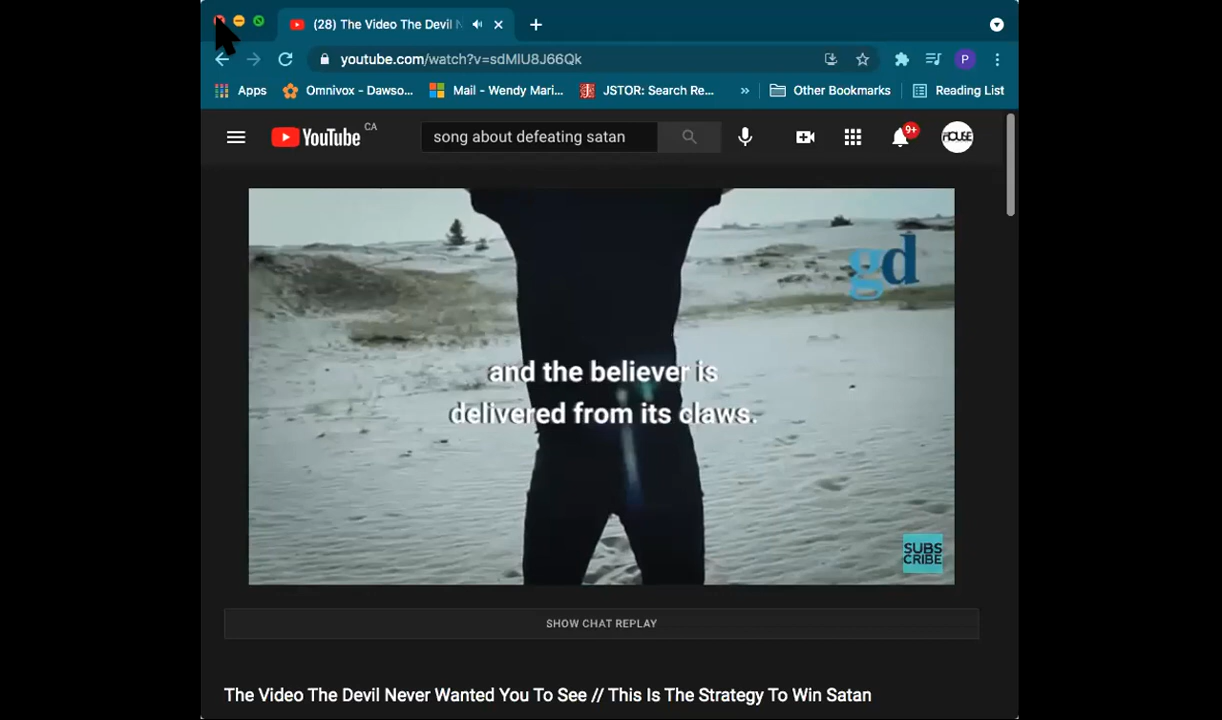 (28) The Video The Devil N
youtube.com/watch?v=sdMlU8J66Qk
P
Apps Omnivox - Dawso... Mail - Wendy Mari... JSTOR: Search Re... » Other Bookmarks Reading List
YouTube CA song about defeating satan 9+ HOUSE
gd
and the believer is
delivered from its claws.
SUBS
CRIBE
SHOW CHAT REPLAY
The Video The Devil Never Wanted You To See // This Is The Strategy To Win Satan